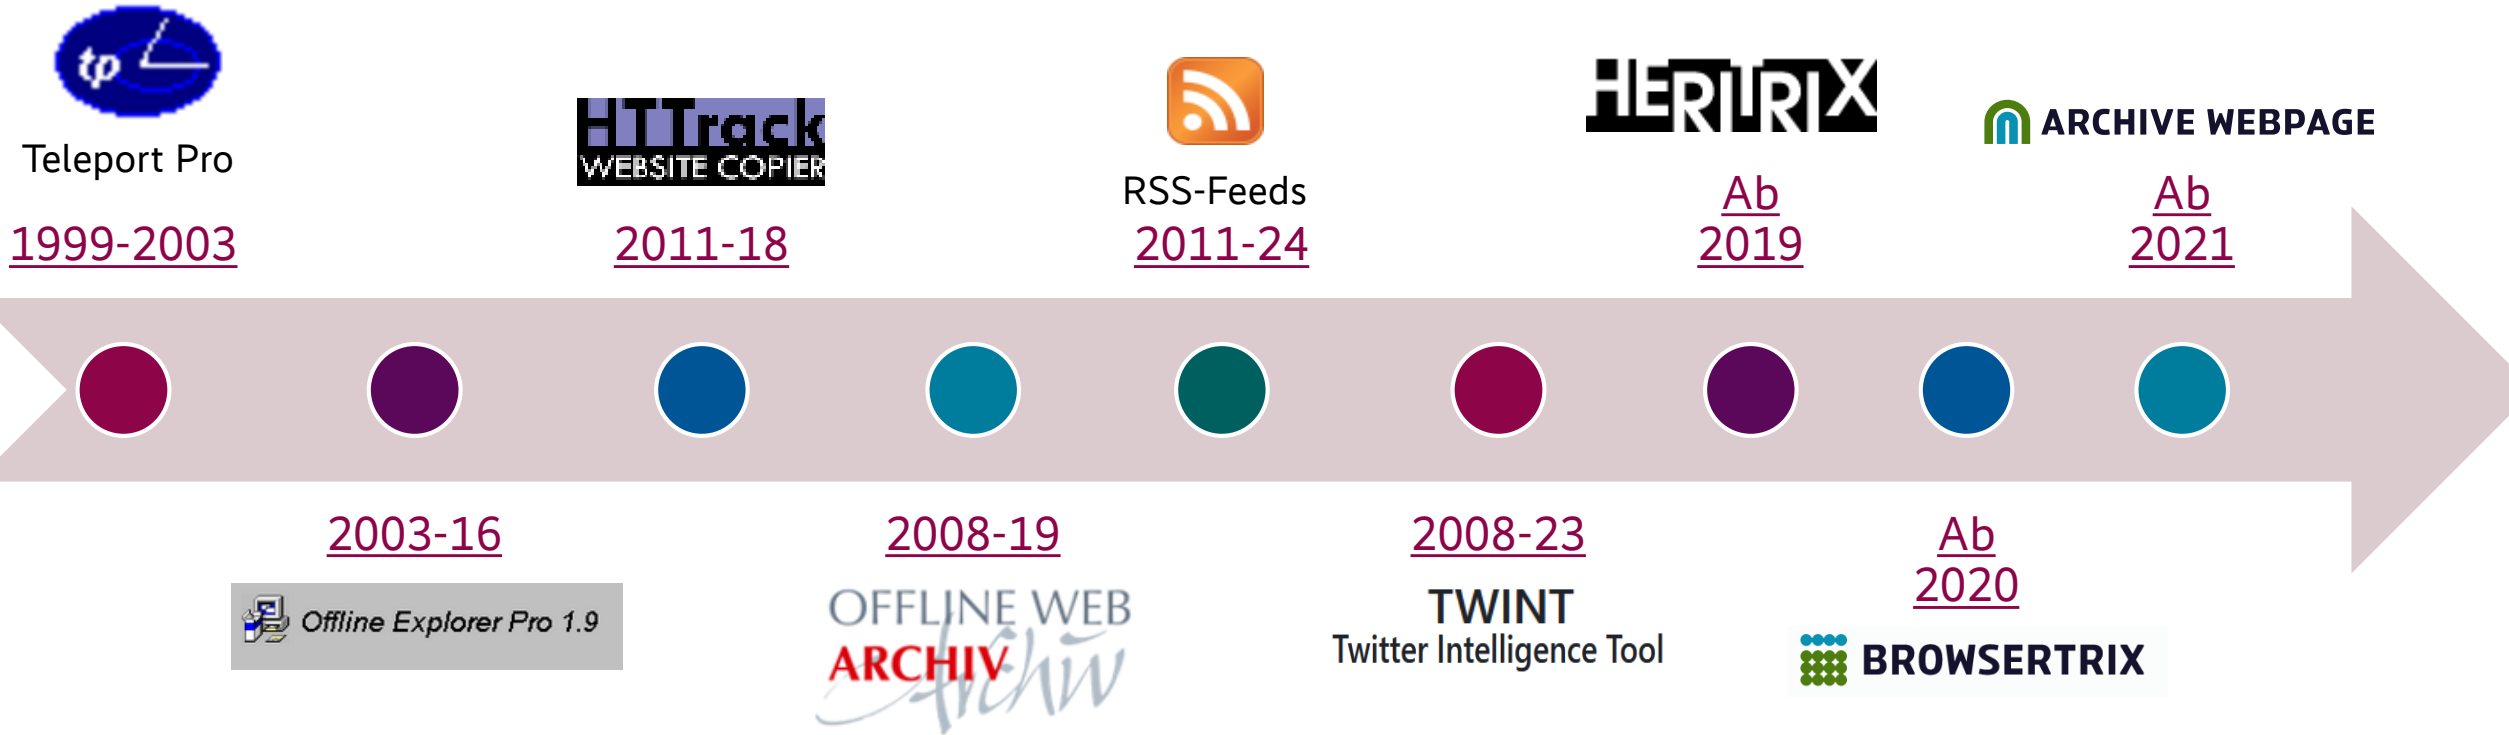 tp
Teleport Pro
1999-2003
2003-16
Offline Explorer Pro 1.9
HTTrack
WEBSITE COPIER
2011-18
2008-19
OFFLINE WEB
ARCHIV
Archiv
RSS-Feeds
2011-24
2008-23
TWINT
Twitter Intelligence Tool
HERITRIX
Ab
2019
Ab
2020
BROWSERTRIX
ARCHIVE WEBPAGE
Ab
2021